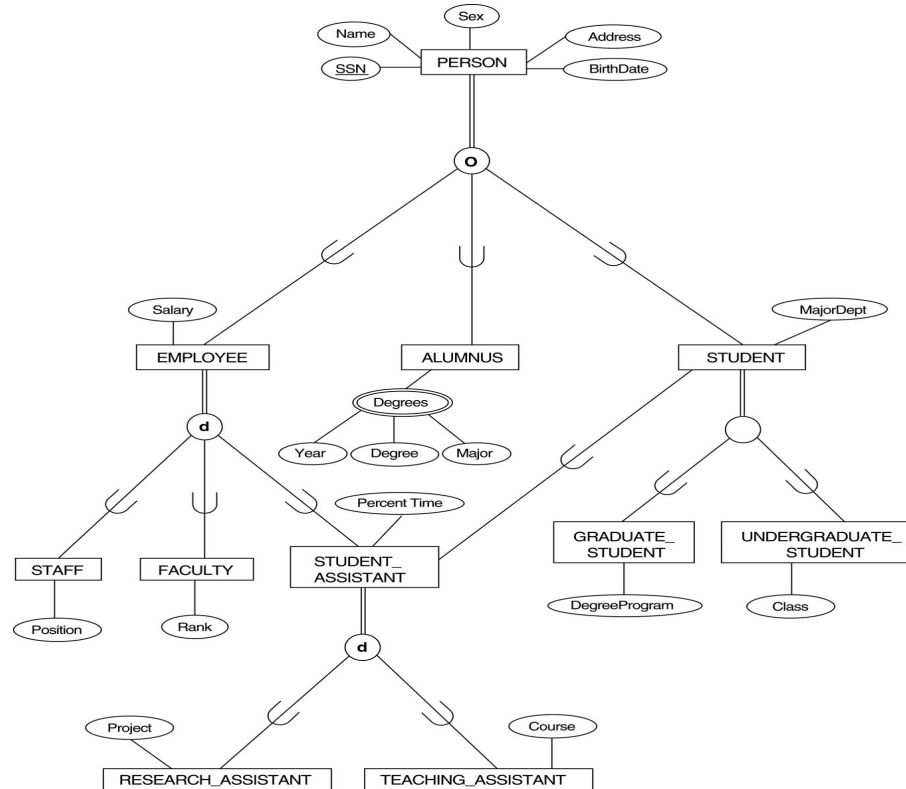 Sex
Name
Address
SSN
PERSON
BirthDate
O
Salary
MajorDept
EMPLOYEE
ALUMNUS
STUDENT
Degrees
d
Year
Degree
Major
Percent Time
GRADUATE_
STUDENT
UNDERGRADUATE_
STUDENT
STAFF
FACULTY
STUDENT_
ASSISTANT
DegreeProgram
Class
Position
Rank
d
Project
Course
RESEARCH_ASSISTANT
TEACHING_ASSISTANT